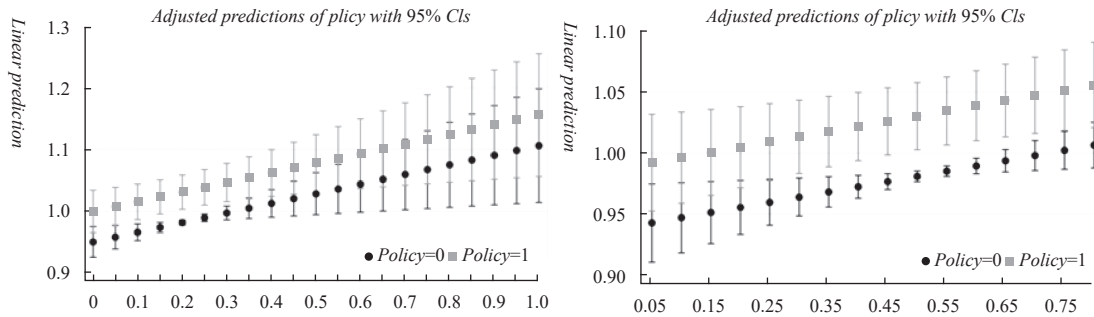 Adjusted predictions of plicy with 95% Cls
Linear prediction
1.3
1.2
1.1
1.0
0.9
Policy=0 Policy=1
0 0.1 0.2 0.3 0.4 0.5 0.6 0.7 0.8 0.9 1.0
Adjusted predictions of plicy with 95% Cls
Linear prediction
1.10
1.05
1.00
0.95
0.90
Policy=0 Policy=1
0.05 0.15 0.25 0.35 0.45 0.55 0.65 0.75